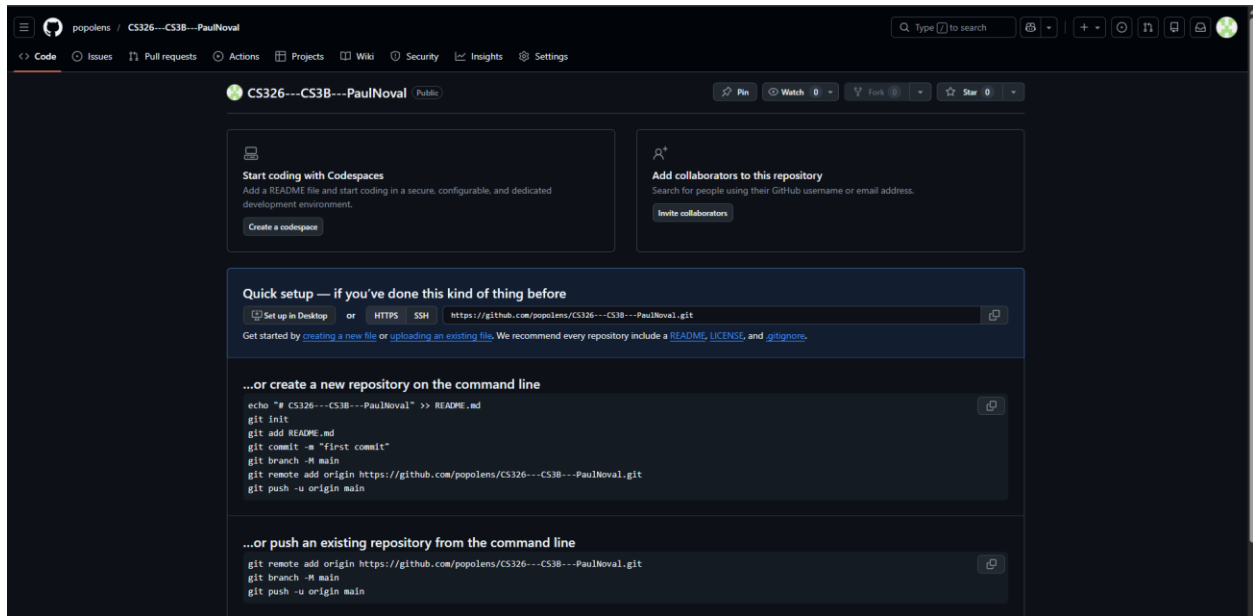 popolens / CS326---CS3B---PaulNoval
Type / to search
Code Issues Pull requests Actions Projects Wiki Security Insights Settings
CS326---CS3B---PaulNoval Public
Pin Watch 0 Fork 0 Star 0
Start coding with Codespaces
Add a README file and start coding in a secure, configurable, and dedicated
development environment.
Create a codespace
Add collaborators to this repository
Search for people using their GitHub username or email address.
Invite collaborators
Quick setup — if you've done this kind of thing before
Set up in Desktop or HTTPS SSH https://github.com/popolens/CS326---CS3B---PaulNoval.git
Get started by creating a new file or uploading an existing file. We recommend every repository include a README, LICENSE, and .gitignore.
...or create a new repository on the command line
echo "# CS326---CS3B---PaulNoval" >> README.md
git init
git add README.md
git commit -m "first commit"
git branch -M main
git remote add origin https://github.com/popolens/CS326---CS3B---PaulNoval.git
git push -u origin main
...or push an existing repository from the command line
git remote add origin https://github.com/popolens/CS326---CS3B---PaulNoval.git
git branch -M main
git push -u origin main